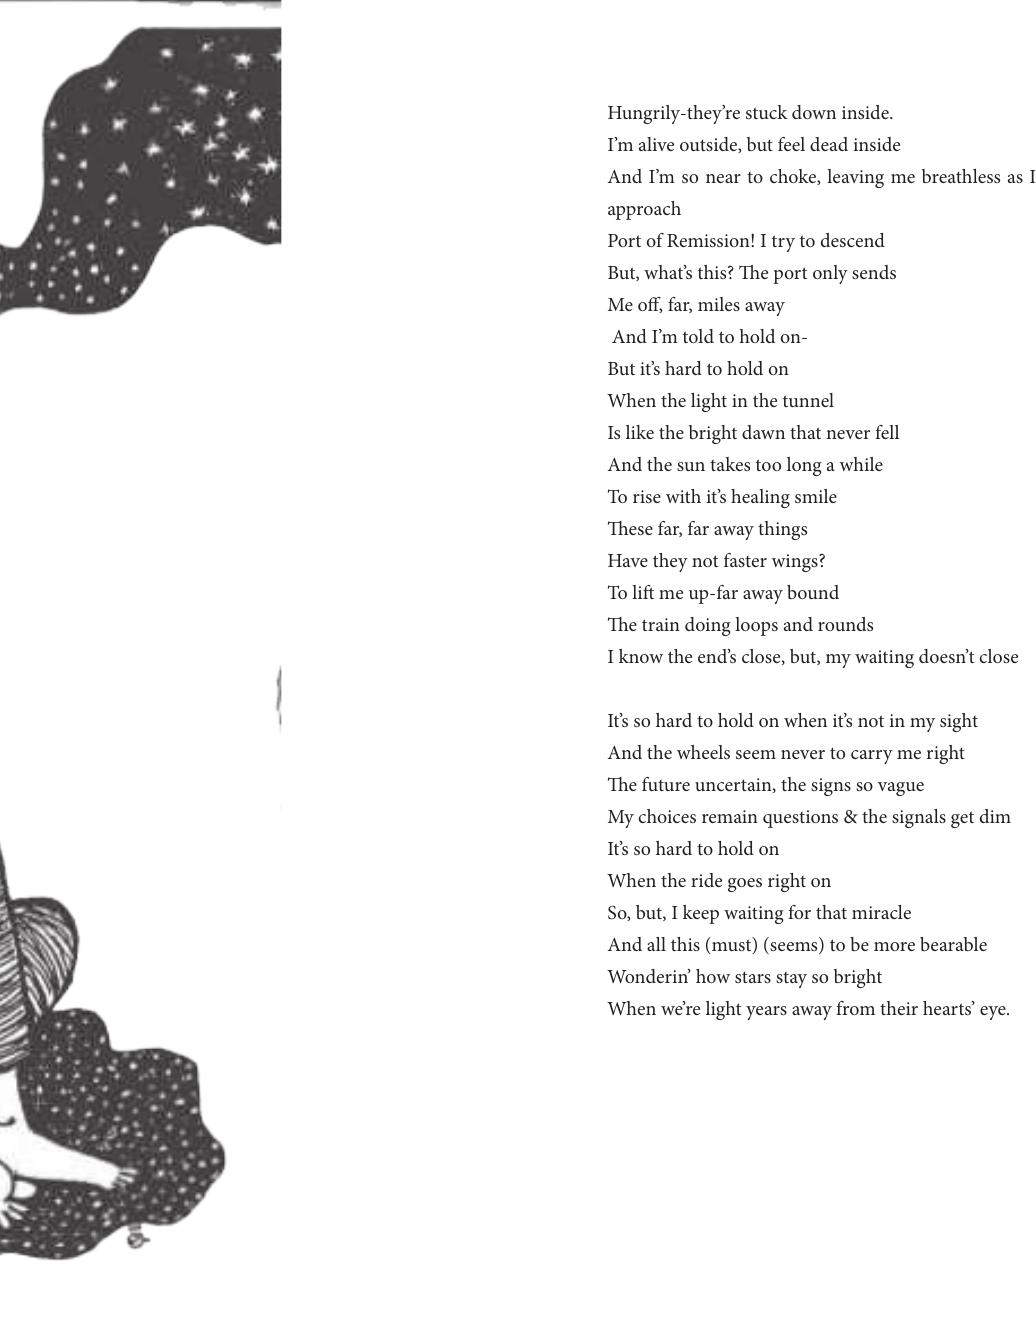 Hungrily-they’re stuck down inside.
I’m alive outside, but feel dead inside
And I’m so near to choke, leaving me breathless as I
approach
Port of Remission! I try to descend
But, what’s this? The port only sends
Me off, far, miles away
And I’m told to hold on-
But it’s hard to hold on
When the light in the tunnel
Is like the bright dawn that never fell
And the sun takes too long a while
To rise with it’s healing smile
These far, far away things
Have they not faster wings?
To lift me up-far away bound
The train doing loops and rounds
I know the end’s close, but, my waiting doesn’t close
It’s so hard to hold on when it’s not in my sight
And the wheels seem never to carry me right
The future uncertain, the signs so vague
My choices remain questions & the signals get dim
It’s so hard to hold on
When the ride goes right on
So, but, I keep waiting for that miracle
And all this (must) (seems) to be more bearable
Wonderin’ how stars stay so bright
When we’re light years away from their hearts’ eye.